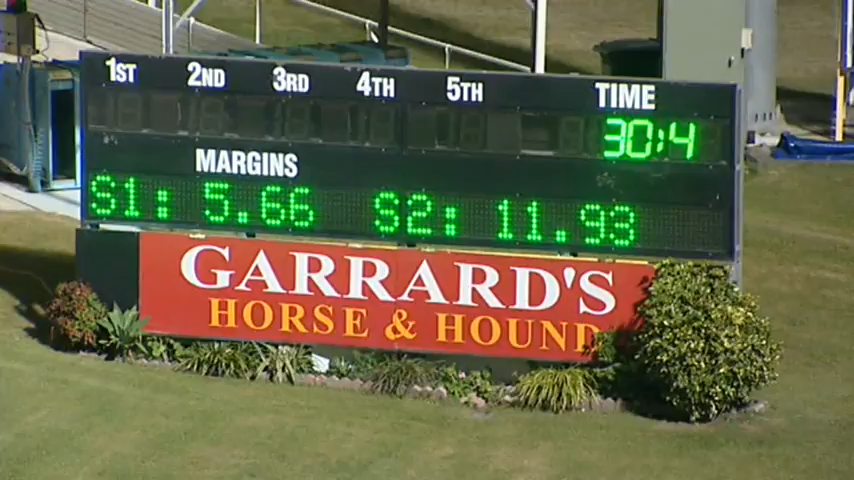 1ST 2ND 3RD 4TH 5TH TIME
30:4
MARGINS
S1: 5.66 S2: 11.93
GARRARD'S
HORSE & HOUND